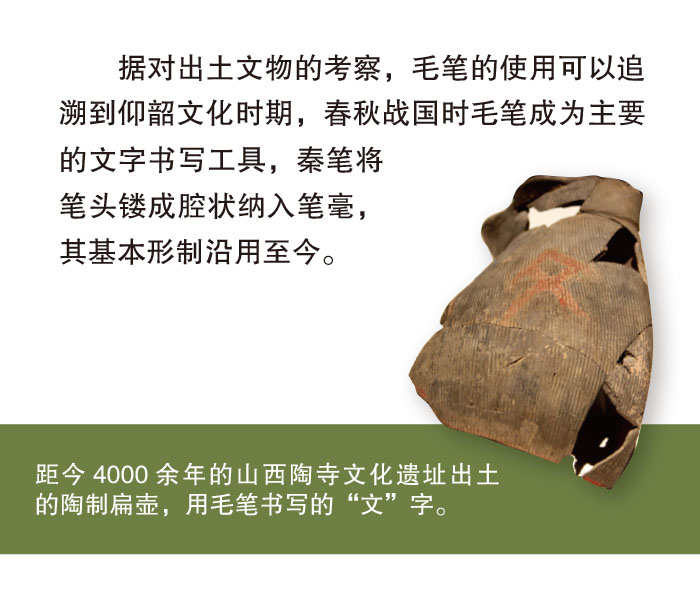 据对出土文物的考察，毛笔的使用可以追
溯到仰韶文化时期，春秋战国时毛笔成为主要
的文字书写工具，秦笔将
笔头镂成腔状纳入笔毫，
其基本形制沿用至今。
距今 4000 余年的山西陶寺文化遗址出土
的陶制扁壶，用毛笔书写的“文”字。